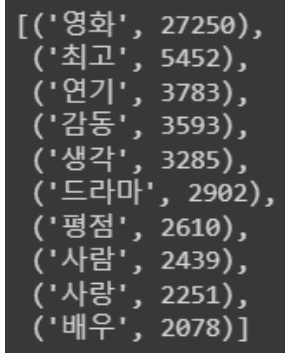 [('영화', 27250),
('최고', 5452),
('연기', 3783),
('감동', 3593),
('생각', 3285),
('드라마', 2902),
('평점', 2610),
('사람', 2439),
('사랑', 2251),
('배우', 2078)]